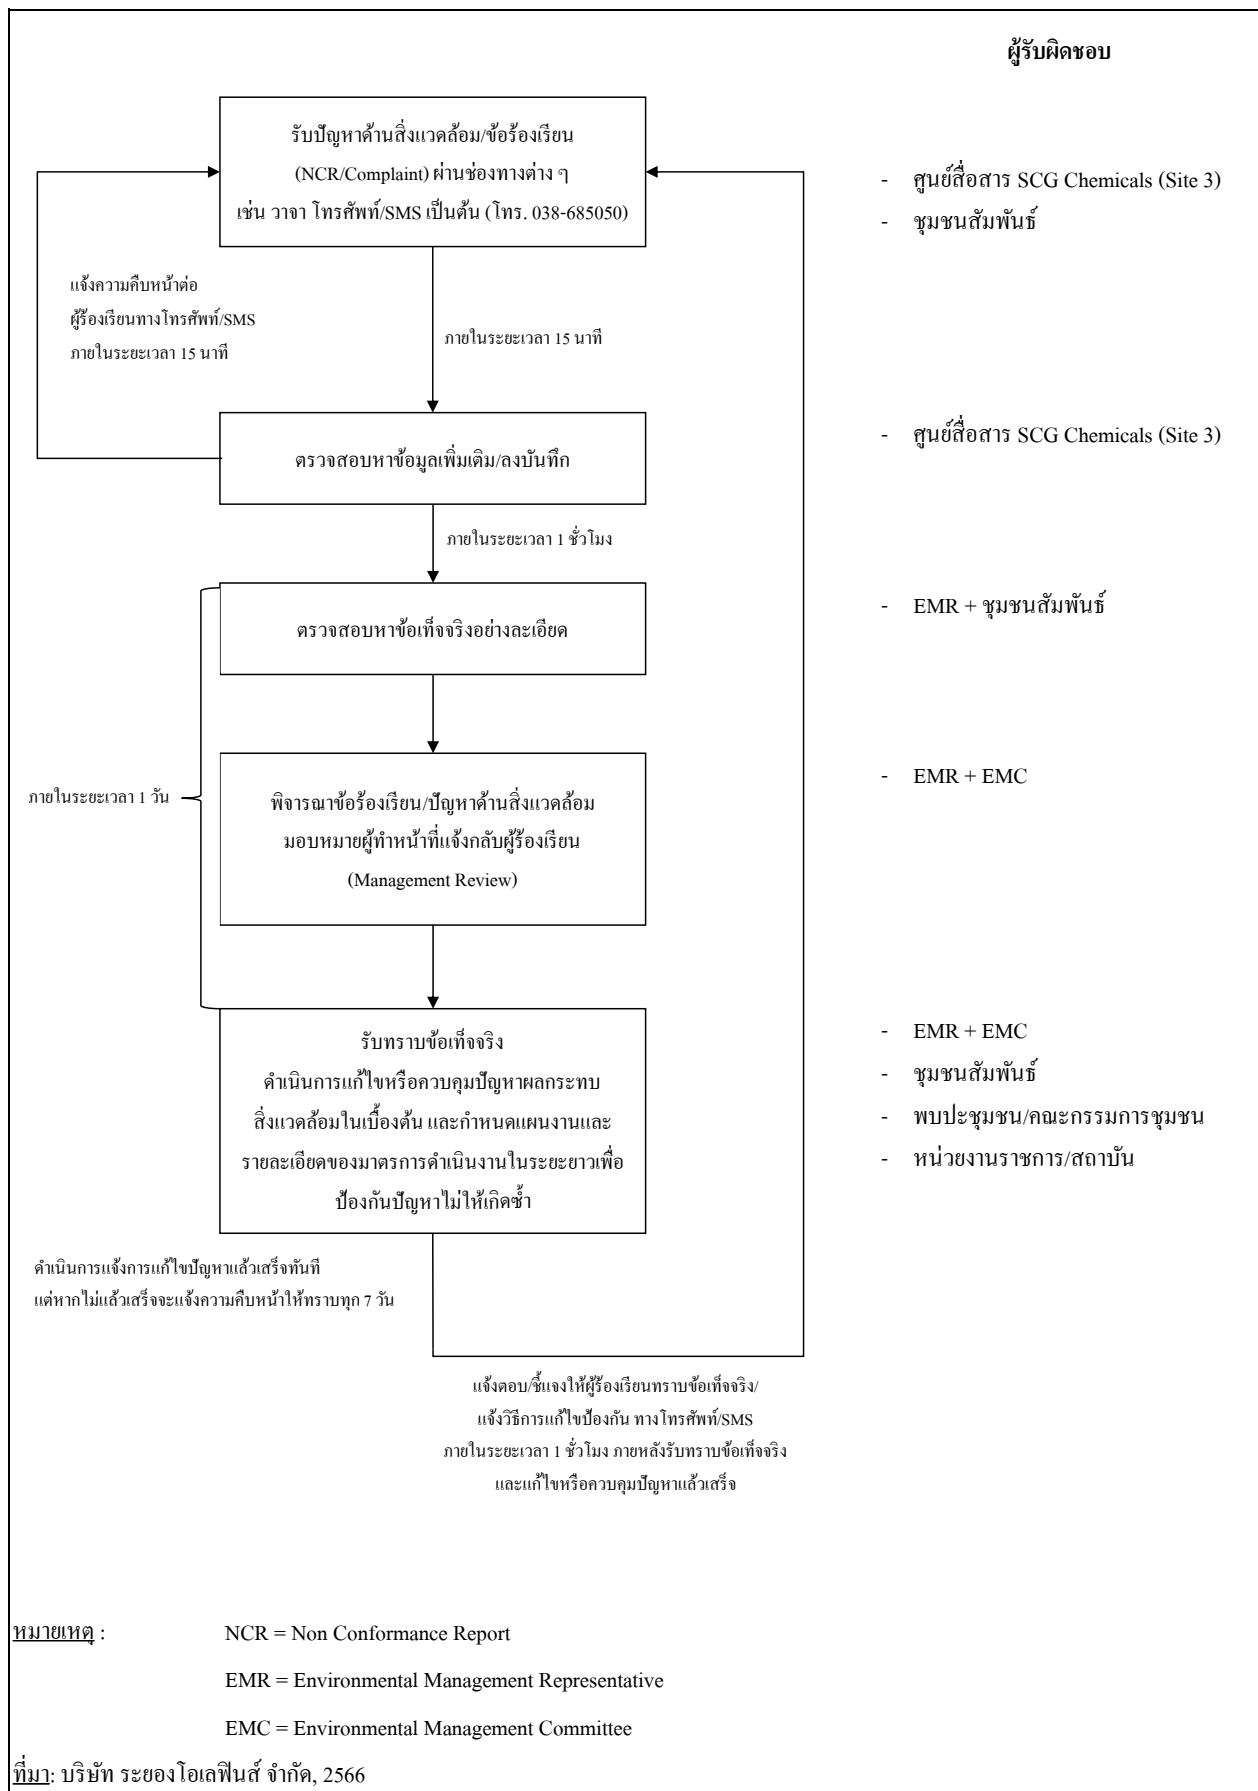 ผู้รับผิดชอบ
รับปัญหาด้านสิ่งแวดล้อม/ข้อร้องเรียน
(NCR/Complaint) ผ่านช่องทางต่าง ๆ
เช่น วาจา โทรศัพท์/SMS เป็นต้น (โทร. 038-685050)
- ศูนย์สื่อสาร SCG Chemicals (Site 3)
- ชุมชนสัมพันธ์
แจ้งความคืบหน้าต่อ
ผู้ร้องเรียนทางโทรศัพท์/SMS
ภายในระยะเวลา 15 นาที
ภายในระยะเวลา 15 นาที
ตรวจสอบหาข้อมูลเพิ่มเติม/ลงบันทึก
- ศูนย์สื่อสาร SCG Chemicals (Site 3)
ภายในระยะเวลา 1 ชั่วโมง
ตรวจสอบหาข้อเท็จจริงอย่างละเอียด
- EMR + ชุมชนสัมพันธ์
ภายในระยะเวลา 1 วัน
พิจารณาข้อร้องเรียน/ปัญหาด้านสิ่งแวดล้อม
มอบหมายผู้ทำหน้าที่แจ้งกลับผู้ร้องเรียน
(Management Review)
- EMR + EMC
รับทราบข้อเท็จจริง
ดำเนินการแก้ไขหรือควบคุมปัญหาผลกระทบ
สิ่งแวดล้อมในเบื้องต้น และกำหนดแผนงานและ
รายละเอียดของมาตรการดำเนินงานในระยะยาวเพื่อ
ป้องกันปัญหาไม่ให้เกิดซ้ำ
- EMR + EMC
- ชุมชนสัมพันธ์
- พบปะชุมชน/คณะกรรมการชุมชน
- หน่วยงานราชการ/สถาบัน
ดำเนินการแจ้งการแก้ไขปัญหาแล้วเสร็จทันที
แต่หากไม่แล้วเสร็จจะแจ้งความคืบหน้าให้ทราบทุก 7 วัน
แจ้งตอบ/ชี้แจงให้ผู้ร้องเรียนทราบข้อเท็จจริง/
แจ้งวิธีการแก้ไขป้องกัน ทางโทรศัพท์/SMS
ภายในระยะเวลา 1 ชั่วโมง ภายหลังรับทราบข้อเท็จจริง
และแก้ไขหรือควบคุมปัญหาแล้วเสร็จ
หมายเหตุ : NCR = Non Conformance Report
EMR = Environmental Management Representative
EMC = Environmental Management Committee
ที่มา: บริษัท ระยองโอเลฟินส์ จำกัด, 2566